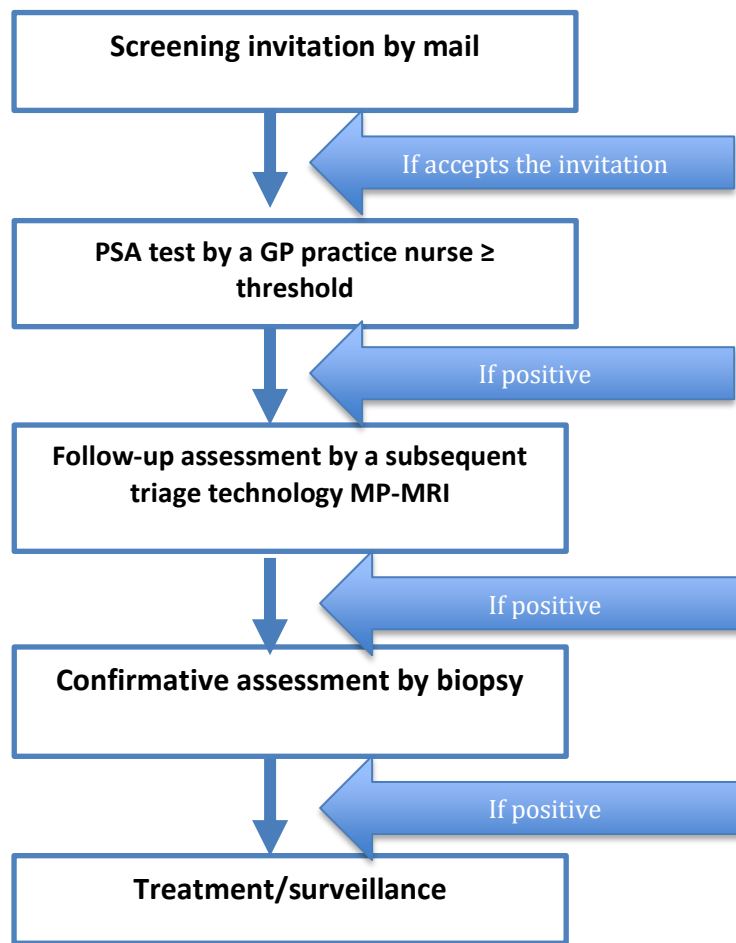 Screening invitation by mail
If accepts the invitation
PSA test by a GP practice nurse ≥
threshold
If positive
Follow-up assessment by a subsequent
triage technology MP-MRI
If positive
Confirmative assessment by biopsy
If positive
Treatment/surveillance